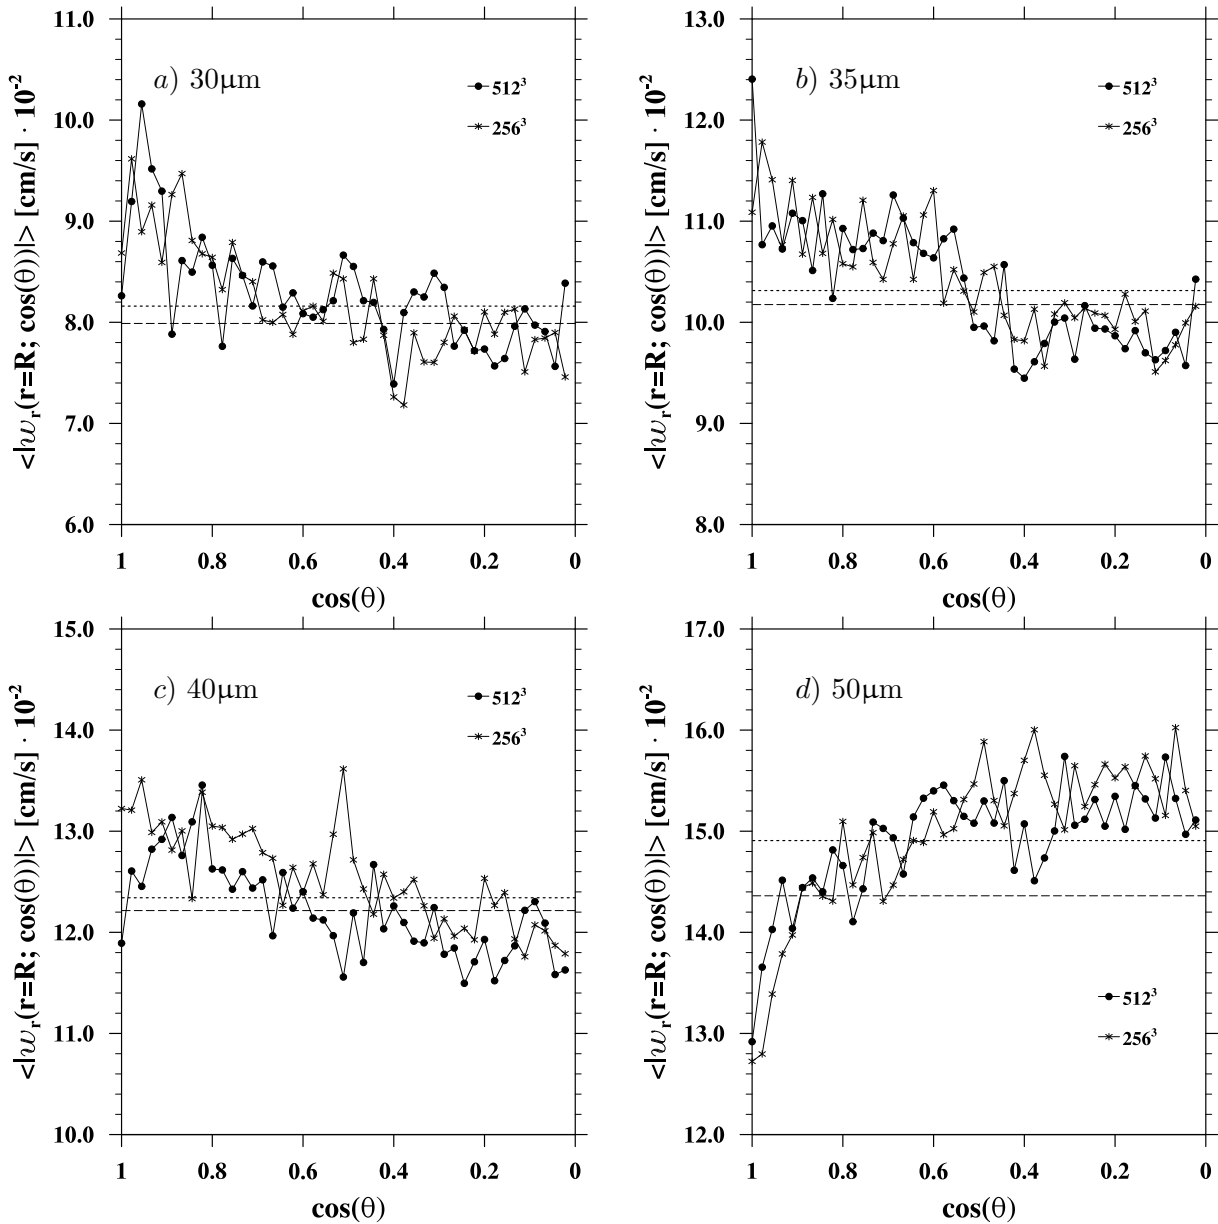 a) 30μm
512³
256³
11.0
10.0
9.0
8.0
7.0
6.0
1 0.8 0.6 0.4 0.2 0
cos(θ)
<|w_r(r=R; cos(θ))|> [cm/s] · 10⁻²
b) 35μm
512³
256³
13.0
12.0
11.0
10.0
9.0
8.0
1 0.8 0.6 0.4 0.2 0
cos(θ)
<|w_r(r=R; cos(θ))|> [cm/s] · 10⁻²
c) 40μm
512³
256³
15.0
14.0
13.0
12.0
11.0
10.0
1 0.8 0.6 0.4 0.2 0
cos(θ)
<|w_r(r=R; cos(θ))|> [cm/s] · 10⁻²
d) 50μm
512³
256³
17.0
16.0
15.0
14.0
13.0
12.0
1 0.8 0.6 0.4 0.2 0
cos(θ)
<|w_r(r=R; cos(θ))|> [cm/s] · 10⁻²